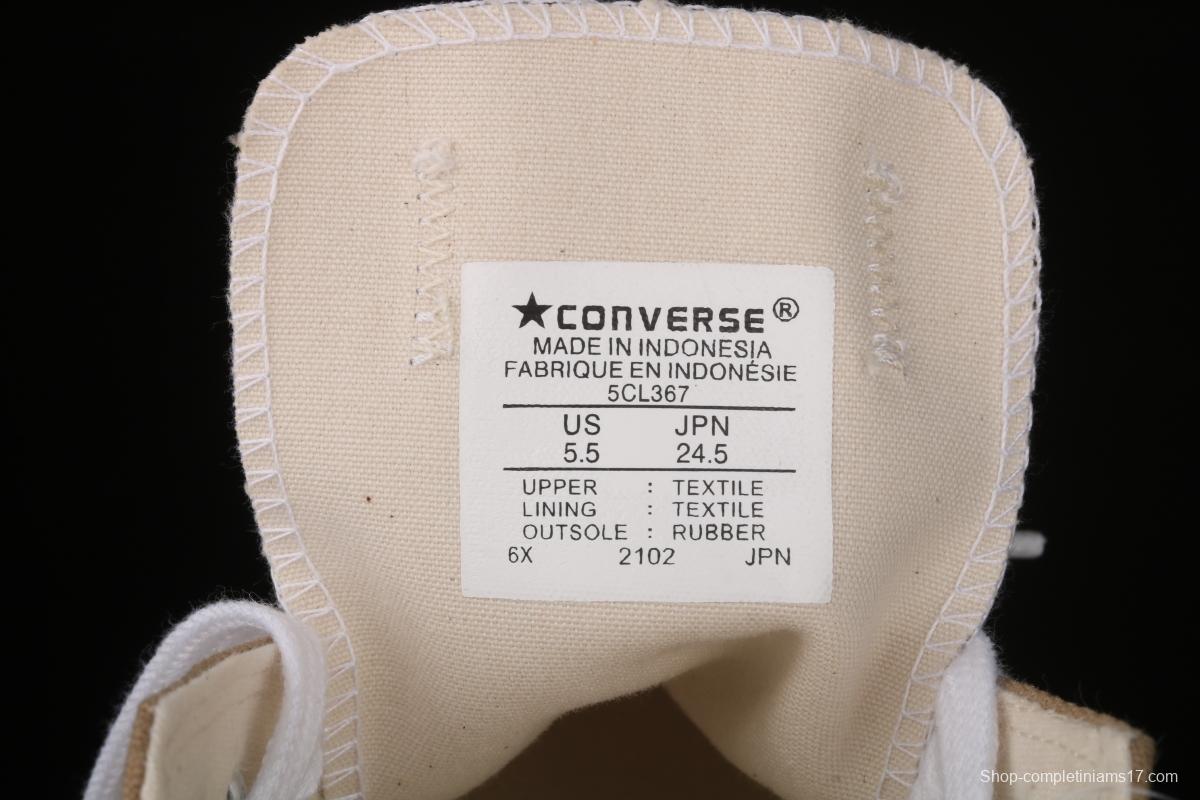 ★CONVERSE®
MADE IN INDONESIA
FABRIQUE EN INDONÉSIE
5CL367
US JPN
5.5 24.5
UPPER : TEXTILE
LINING : TEXTILE
OUTSOLE : RUBBER
6X 2102 JPN
Shop-completiniams17.com